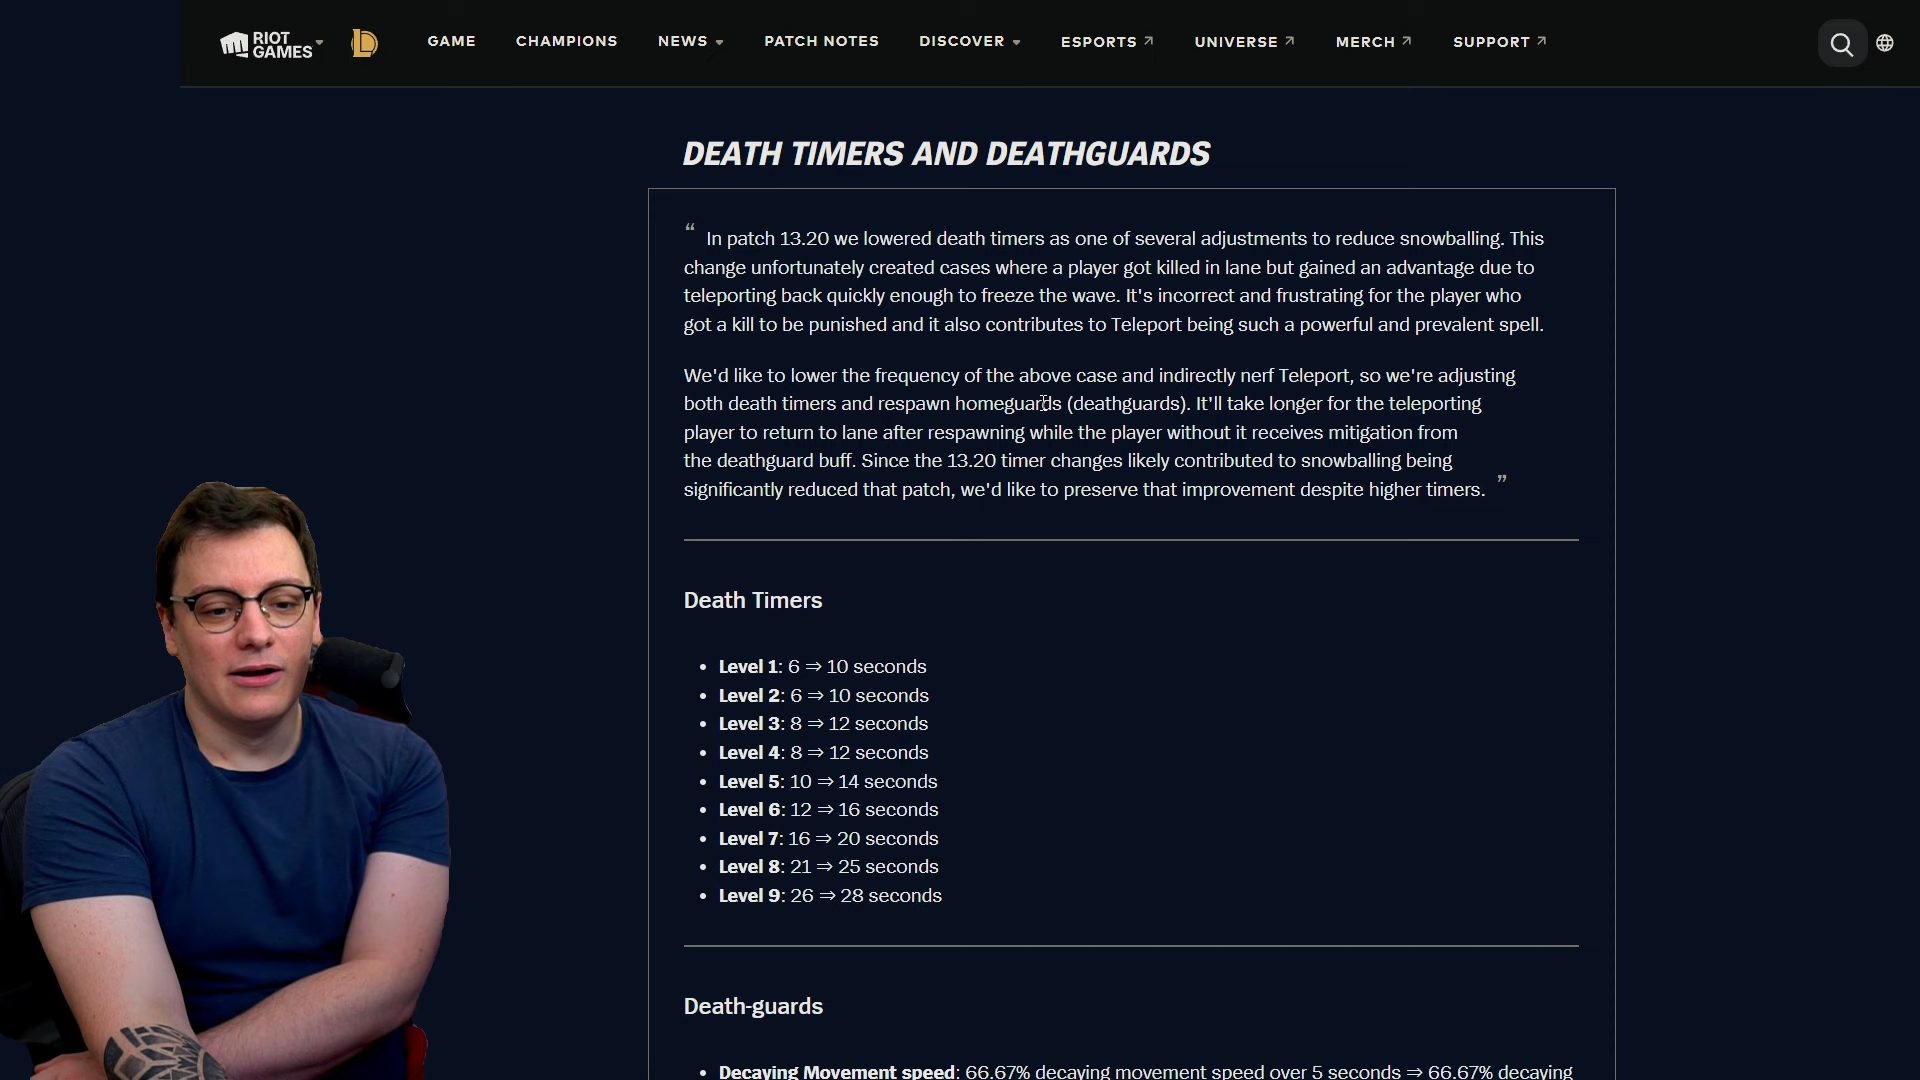 RIOT GAMES
GAME
CHAMPIONS
NEWS
PATCH NOTES
DISCOVER
ESPORTS
UNIVERSE
MERCH
SUPPORT
DEATH TIMERS AND DEATHGUARDS
“ In patch 13.20 we lowered death timers as one of several adjustments to reduce snowballing. This
change unfortunately created cases where a player got killed in lane but gained an advantage due to
teleporting back quickly enough to freeze the wave. It's incorrect and frustrating for the player who
got a kill to be punished and it also contributes to Teleport being such a powerful and prevalent spell.
We'd like to lower the frequency of the above case and indirectly nerf Teleport, so we're adjusting
both death timers and respawn homeguards (deathguards). It'll take longer for the teleporting
player to return to lane after respawning while the player without it receives mitigation from
the deathguard buff. Since the 13.20 timer changes likely contributed to snowballing being
significantly reduced that patch, we'd like to preserve that improvement despite higher timers. ”
Death Timers
• Level 1: 6 ⇒ 10 seconds
• Level 2: 6 ⇒ 10 seconds
• Level 3: 8 ⇒ 12 seconds
• Level 4: 8 ⇒ 12 seconds
• Level 5: 10 ⇒ 14 seconds
• Level 6: 12 ⇒ 16 seconds
• Level 7: 16 ⇒ 20 seconds
• Level 8: 21 ⇒ 25 seconds
• Level 9: 26 ⇒ 28 seconds
Death-guards
• Decaying Movement speed: 66.67% decaying movement speed over 5 seconds ⇒ 66.67% decaying